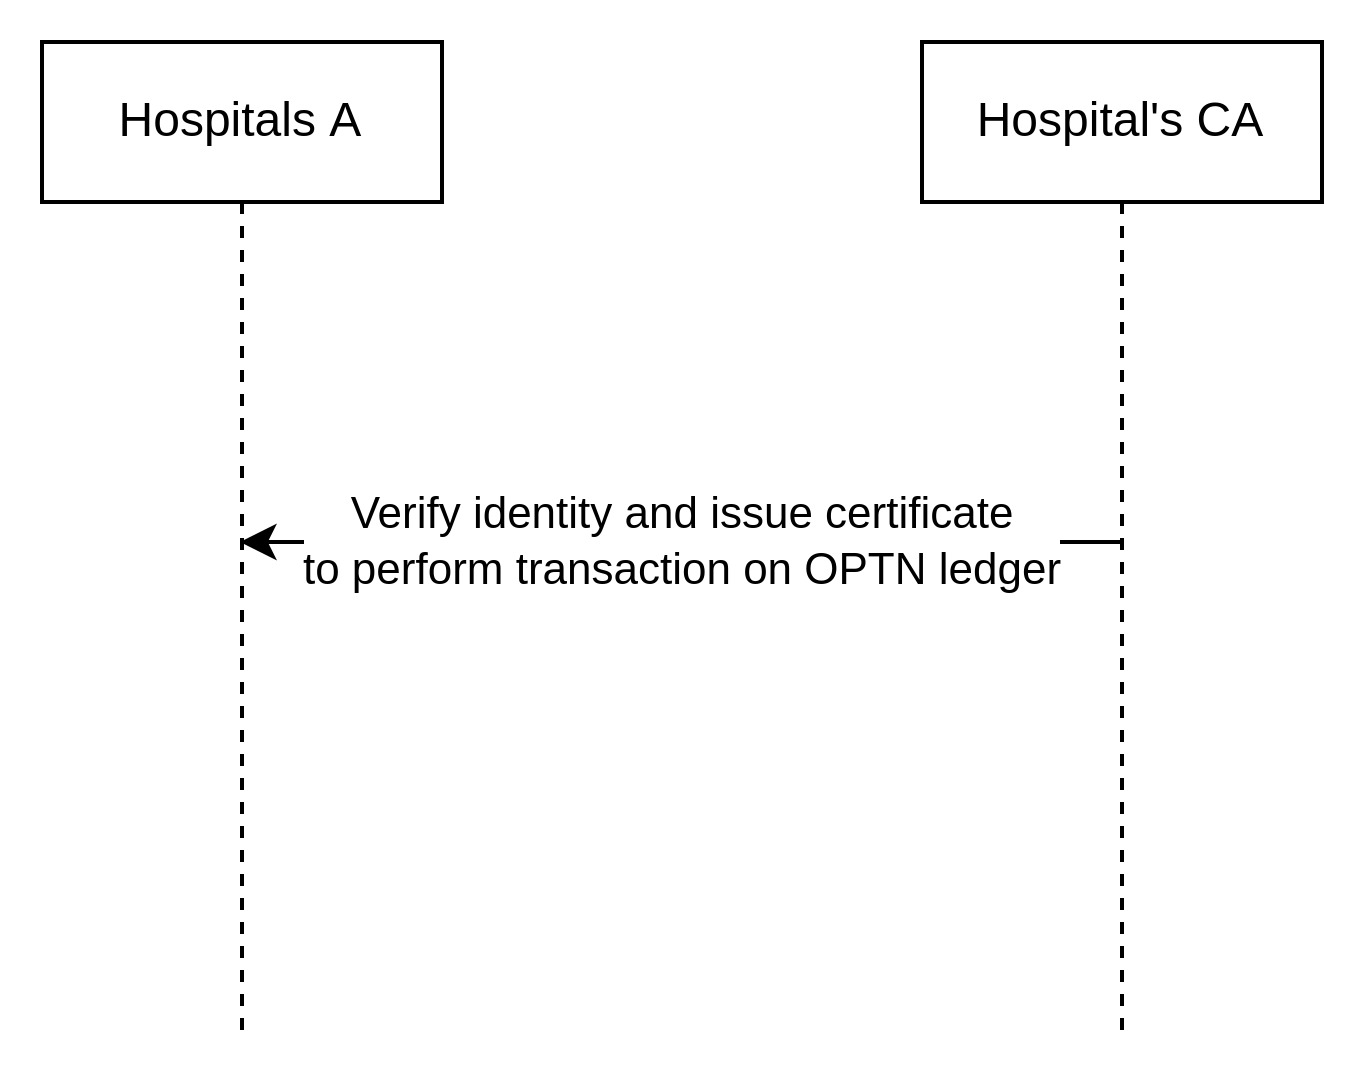 Hospitals A
Hospital's CA
Verify identity and issue certificate
to perform transaction on OPTN ledger